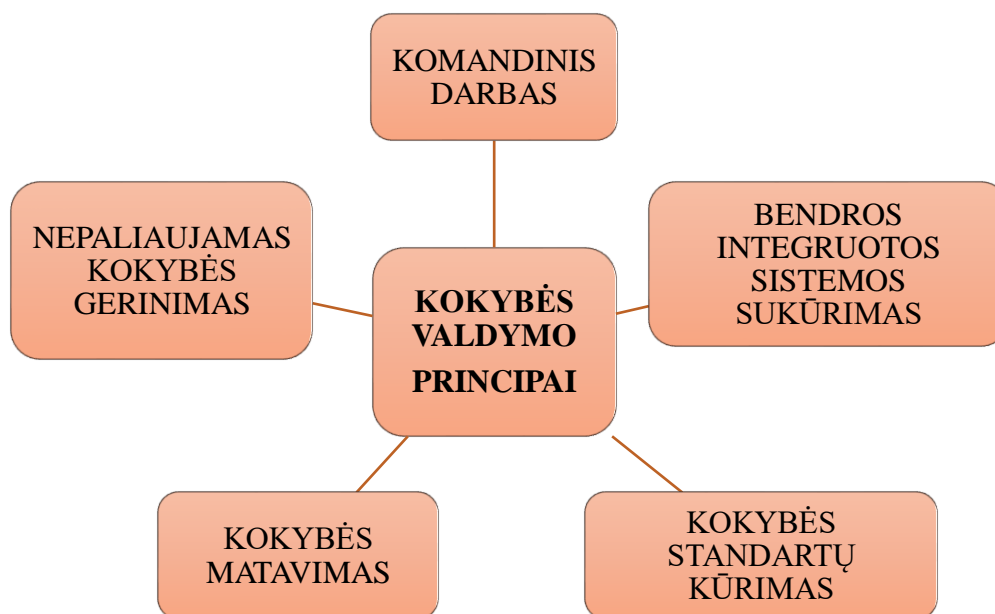 KOMANDINIS
DARBAS
NEPALIAUJAMAS
KOKYBĖS
GERINIMAS
BENDROS
INTEGRUOTOS
SISTEMOS
SUKŪRIMAS
KOKYBĖS
VALDYMO
PRINCIPAI
KOKYBĖS
MATAVIMAS
KOKYBĖS
STANDARTŲ
KŪRIMAS